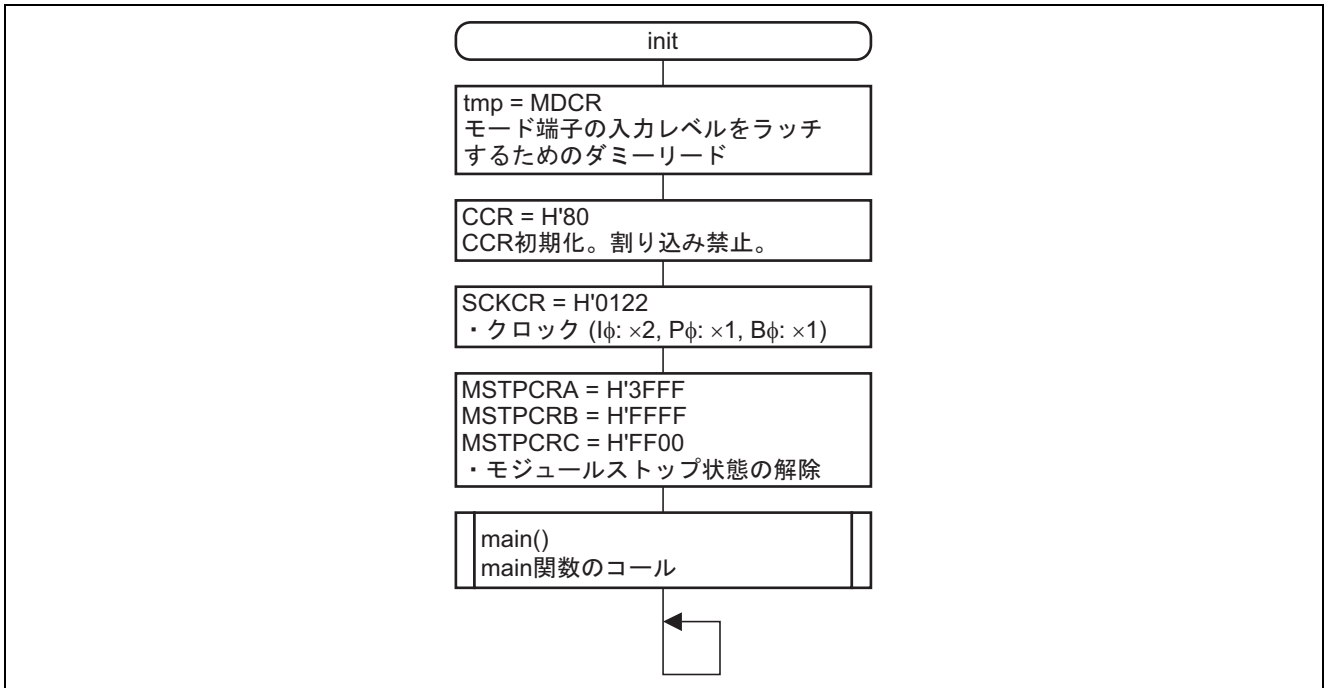 init
tmp = MDCR
モード端子の入力レベルをラッチ
するためのダミーリード
CCR = H'80
CCR初期化。割り込み禁止。
SCKCR = H'0122
・クロック (Iϕ: ×2, Pϕ: ×1, Bϕ: ×1)
MSTPCRA = H'3FFF
MSTPCRB = H'FFFF
MSTPCRC = H'FF00
・モジュールストップ状態の解除
main()
main関数のコール